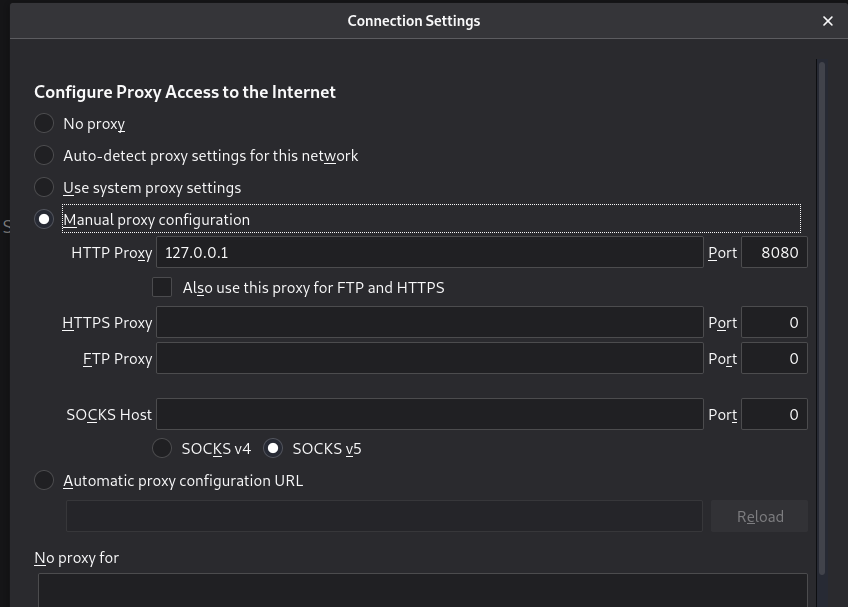 Connection Settings
Configure Proxy Access to the Internet
No proxy
Auto-detect proxy settings for this network
Use system proxy settings
Manual proxy configuration
HTTP Proxy 127.0.0.1 Port 8080
Also use this proxy for FTP and HTTPS
HTTPS Proxy Port 0
FTP Proxy Port 0
SOCKS Host Port 0
SOCKS v4 SOCKS v5
Automatic proxy configuration URL
Reload
No proxy for